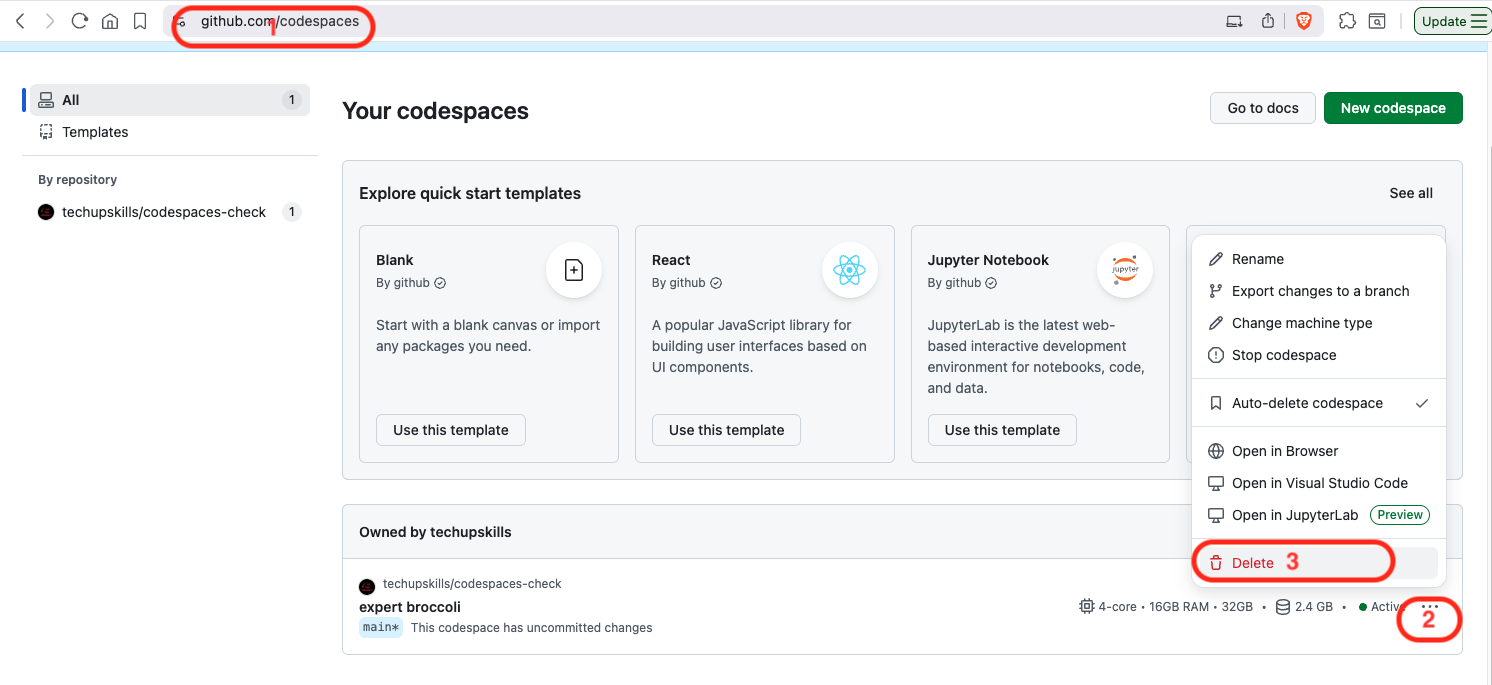 github.com/codespaces
1
Update
All 1
Templates
By repository
techupskills/codespaces-check 1
Your codespaces
Go to docs
New codespace
Explore quick start templates
See all
Blank
By github
Start with a blank canvas or import
any packages you need.
Use this template
React
By github
A popular JavaScript library for
building user interfaces based on
UI components.
Use this template
Jupyter Notebook
By github
jupyter
JupyterLab is the latest web-
based interactive development
environment for notebooks, code,
and data.
Use this template
Rename
Export changes to a branch
Change machine type
Stop codespace
Auto-delete codespace
Open in Browser
Open in Visual Studio Code
Open in JupyterLab Preview
Delete 3
Owned by techupskills
techupskills/codespaces-check
expert broccoli
4-core • 16GB RAM • 32GB • 2.4 GB • Active ...
2
main* This codespace has uncommitted changes